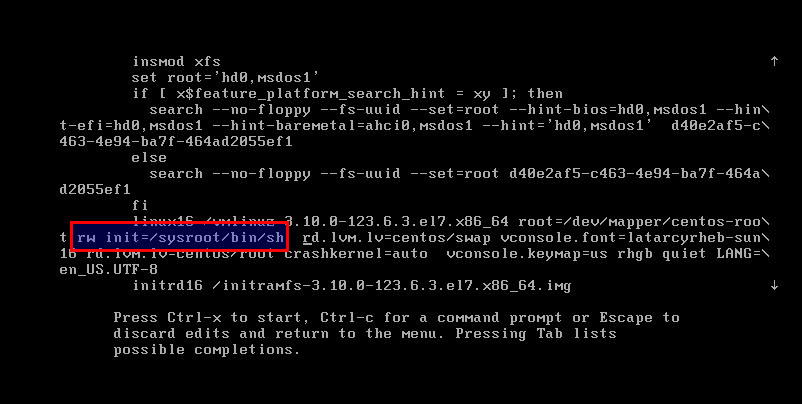 insmod xfs
set root='hd0,msdos1'
if [ x$feature_platform_search_hint = xy ]; then
search --no-floppy --fs-uuid --set=root --hint-bios=hd0,msdos1 --hin\
t-efi=hd0,msdos1 --hint-baremetal=ahci0,msdos1 --hint='hd0,msdos1'  d40e2af5-c\
463-4e94-ba7f-464ad2055ef1
else
search --no-floppy --fs-uuid --set=root d40e2af5-c463-4e94-ba7f-464a\
d2055ef1
fi
linux16 /vmlinuz-3.10.0-123.6.3.el7.x86_64 root=/dev/mapper/centos-roo\
t rw init=/sysroot/bin/sh  rd.lvm.lv=centos/swap vconsole.font=latarcyrheb-sun\
16 rd.lvm.lv=centos/root crashkernel=auto  vconsole.keymap=us rhgb quiet LANG=\
en_US.UTF-8
initrd16 /initramfs-3.10.0-123.6.3.el7.x86_64.img
Press Ctrl-x to start, Ctrl-c for a command prompt or Escape to
discard edits and return to the menu. Pressing Tab lists
possible completions.